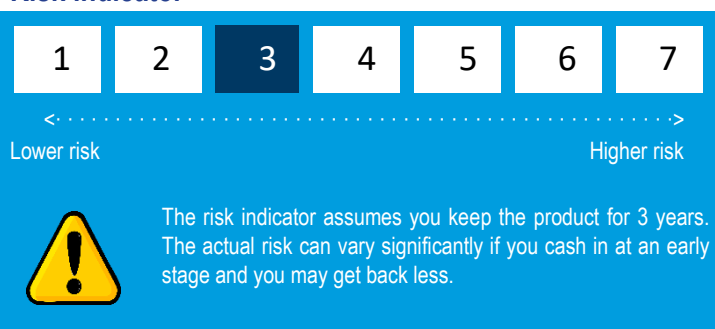 Risk Indicator
1 2 3 4 5 6 7
Lower risk Higher risk
The risk indicator assumes you keep the product for 3 years.
The actual risk can vary significantly if you cash in at an early
stage and you may get back less.